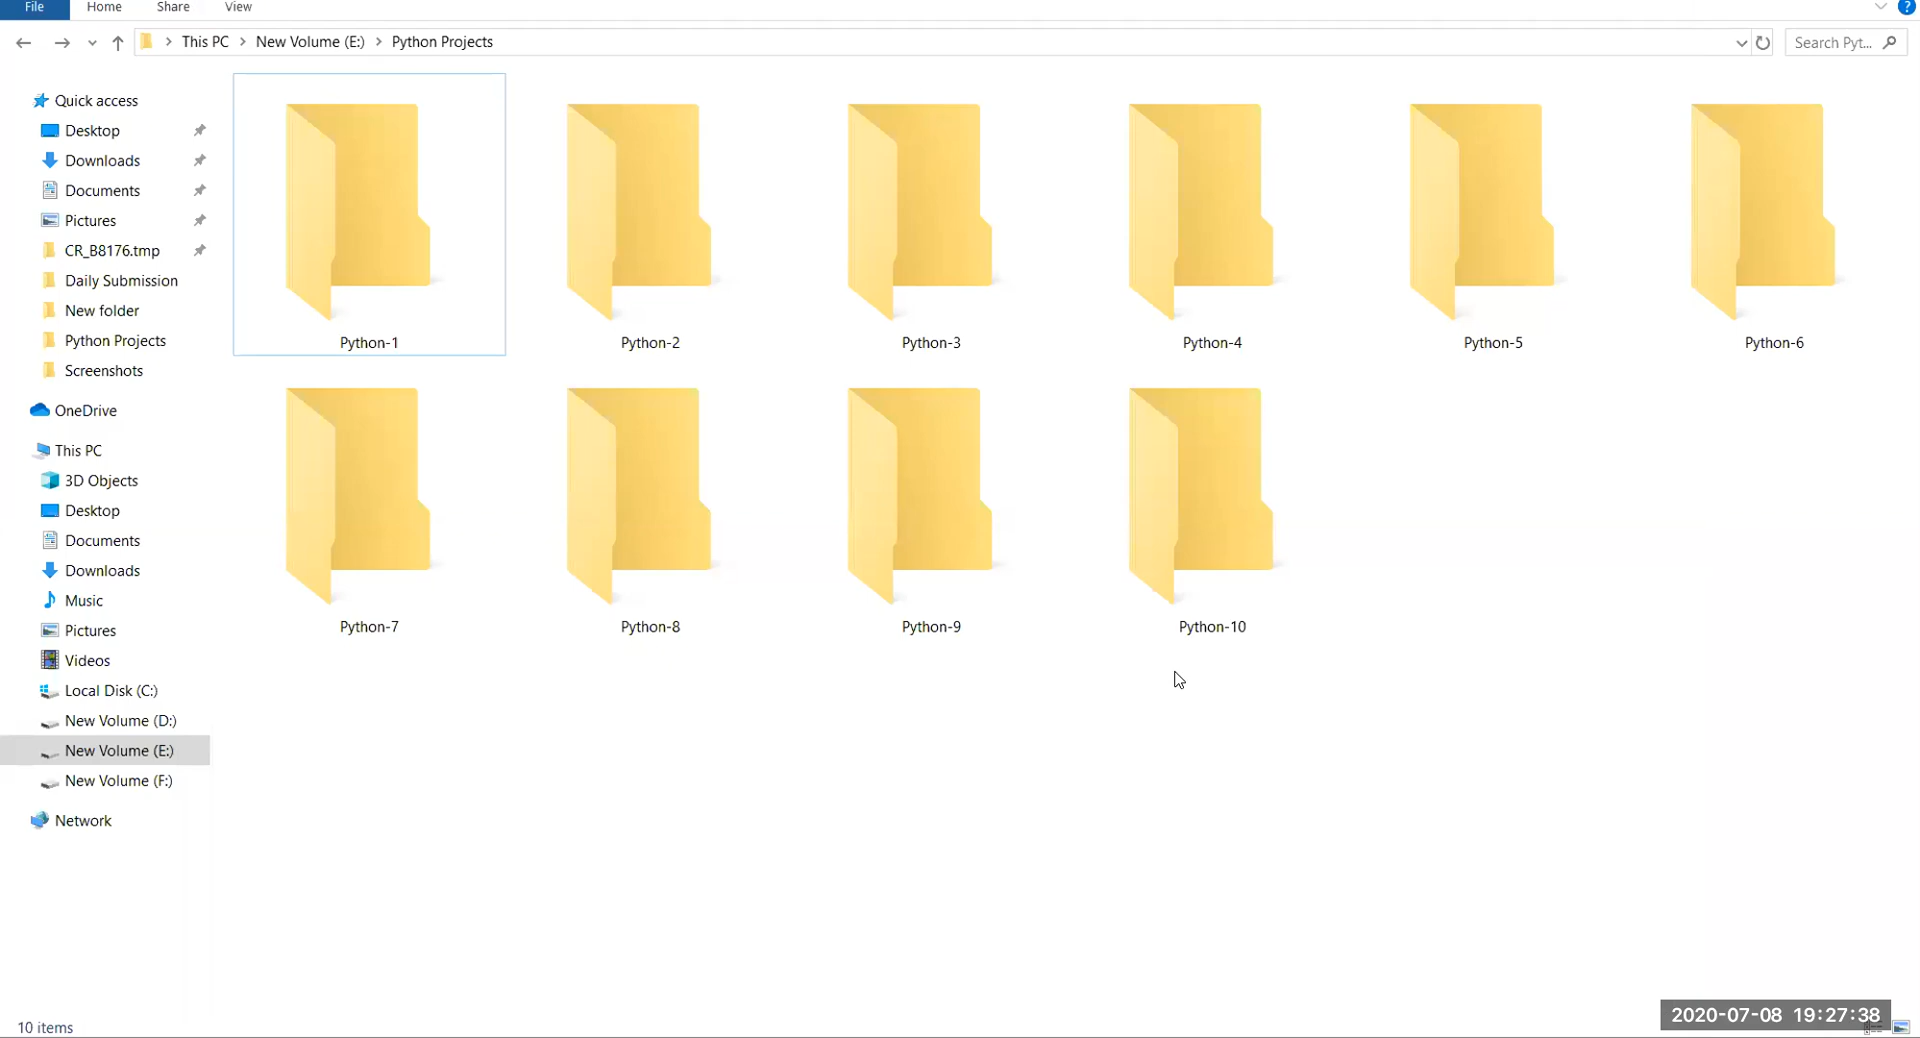 File Home Share View
?
This PC New Volume (E:) Python Projects
Search Pyt...
Quick access
Desktop
Downloads
Documents
Pictures
CR_B8176.tmp
Daily Submission
New folder
Python Projects
Screenshots
OneDrive
This PC
3D Objects
Desktop
Documents
Downloads
Music
Pictures
Videos
Local Disk (C:)
New Volume (D:)
New Volume (E:)
New Volume (F:)
Network
Python-1 Python-2 Python-3 Python-4 Python-5 Python-6
Python-7 Python-8 Python-9 Python-10
10 items
2020-07-08 19:27:38